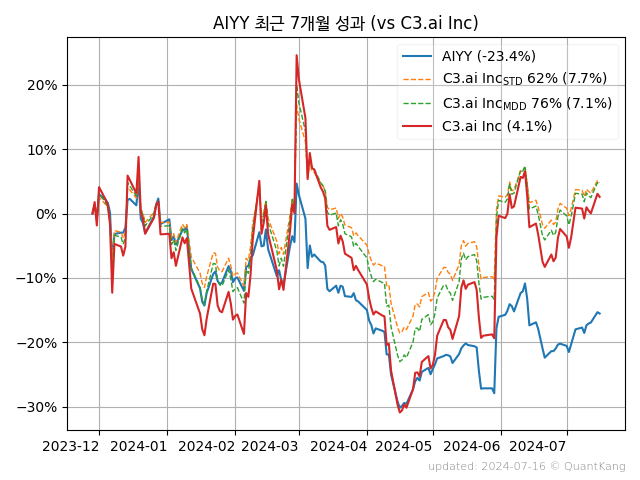 AIYY 최근 7개월 성과 (vs C3.ai Inc)
AIYY (-23.4%)
C3.ai Inc_STD 62% (7.7%)
C3.ai Inc_MDD 76% (7.1%)
C3.ai Inc (4.1%)
20%
10%
0%
−10%
−20%
−30%
2023-12 2024-01 2024-02 2024-03 2024-04 2024-05 2024-06 2024-07
updated: 2024-07-16 © QuantKang